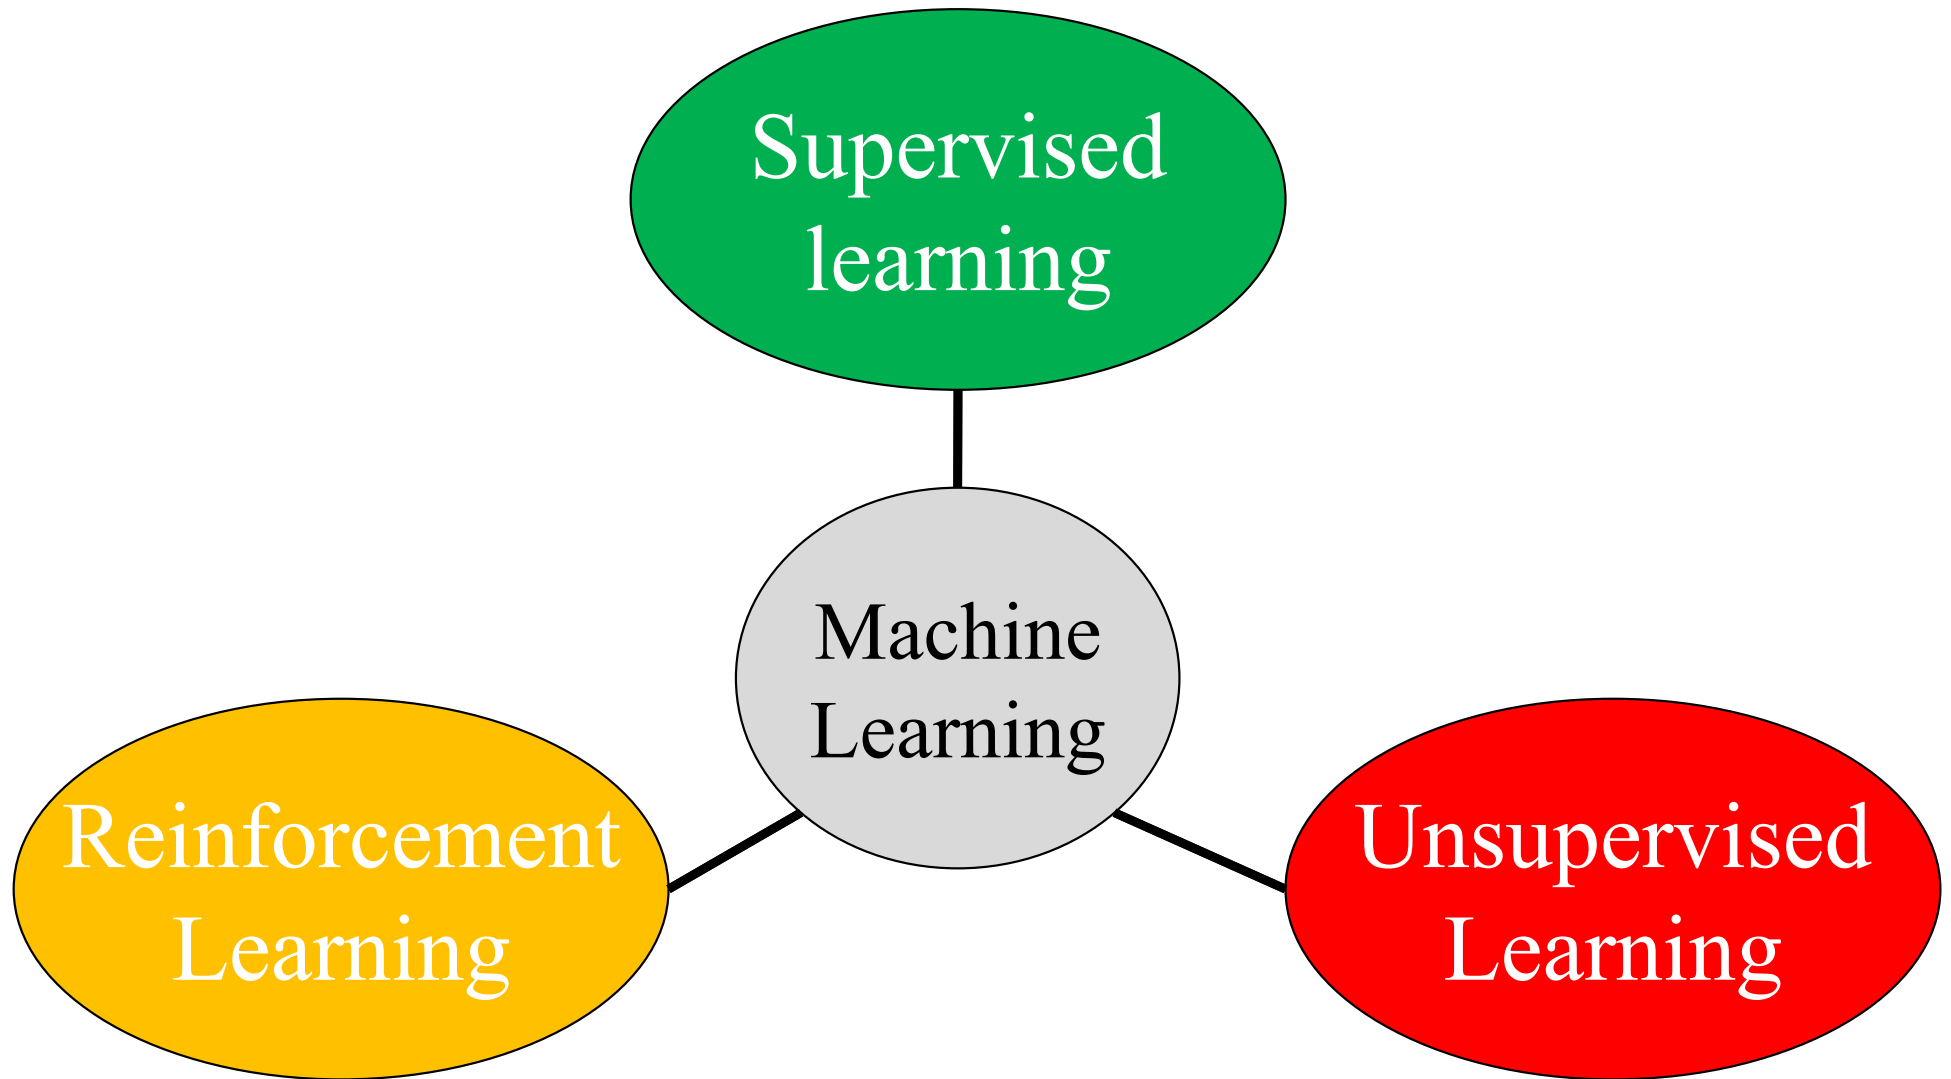 Supervised
learning
Machine
Learning
Reinforcement
Learning
Unsupervised
Learning